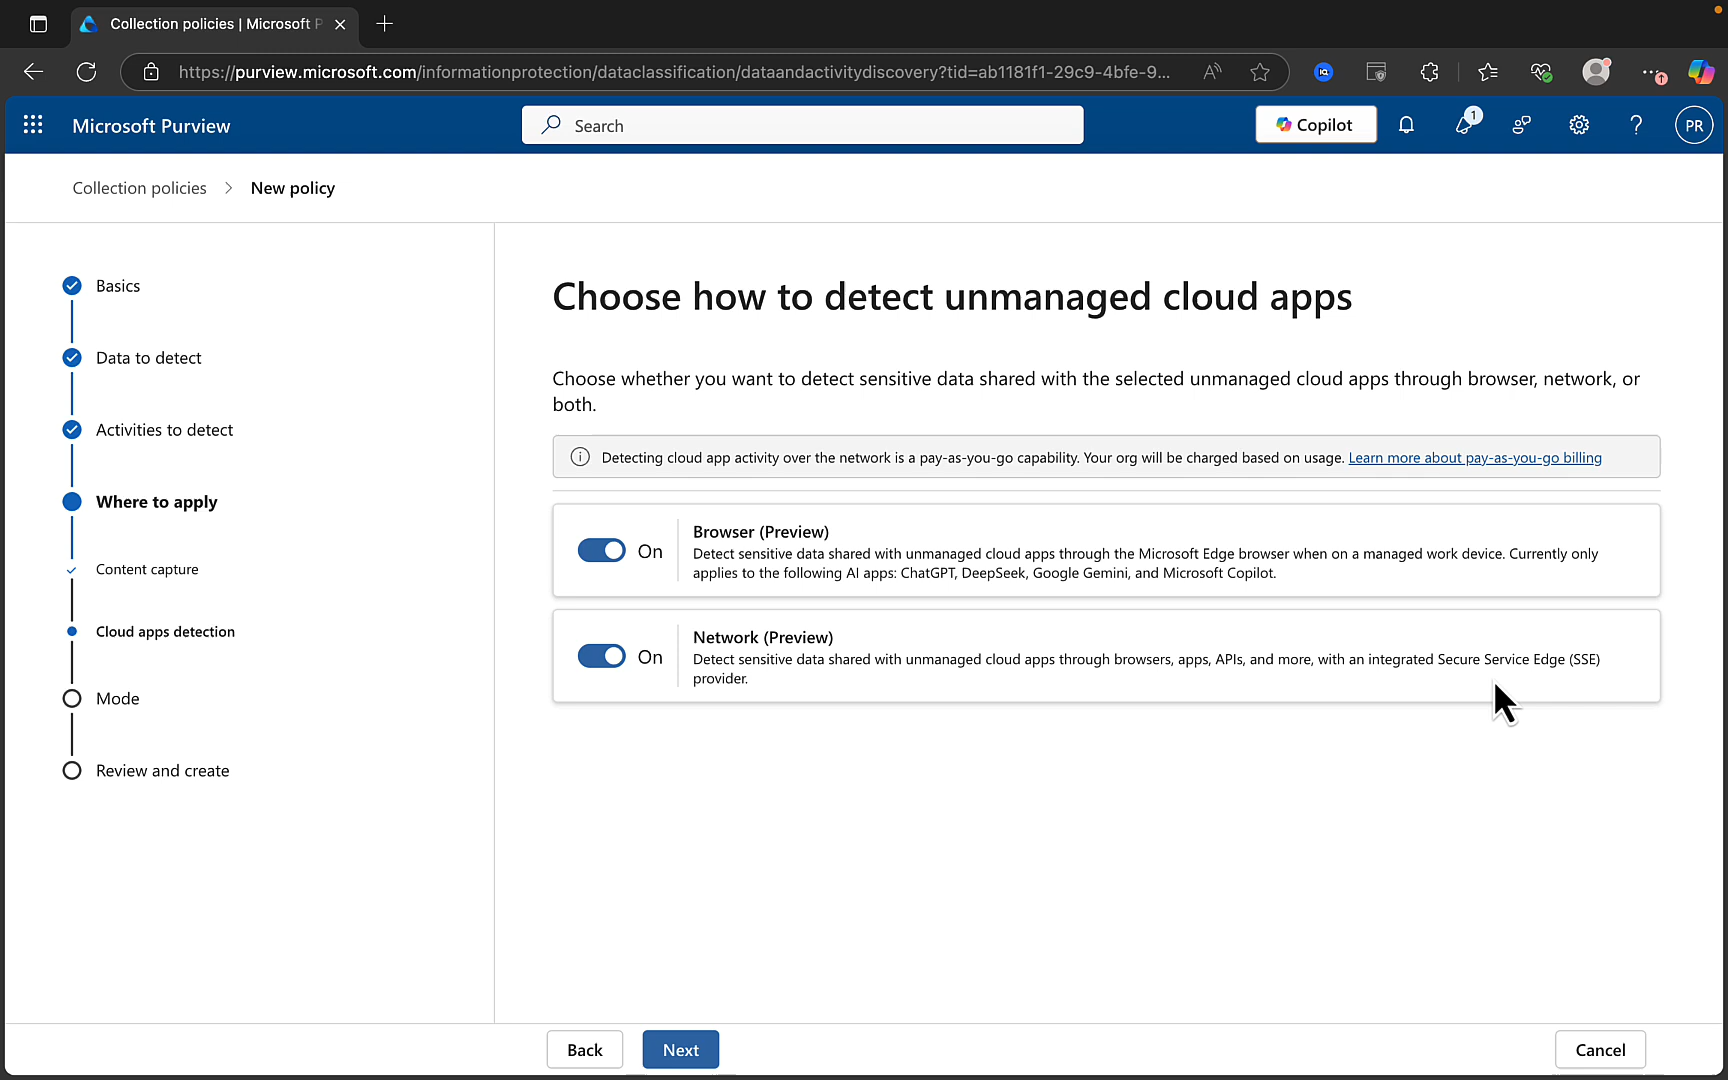 Collection policies | Microsoft P
https://purview.microsoft.com/informationprotection/dataclassification/dataandactivitydiscovery?tid=ab1181f1-29c9-4bfe-9...
Microsoft Purview
Search
Copilot
1
PR
Collection policies > New policy
Basics
Data to detect
Activities to detect
Where to apply
Content capture
Cloud apps detection
Mode
Review and create
Choose how to detect unmanaged cloud apps
Choose whether you want to detect sensitive data shared with the selected unmanaged cloud apps through browser, network, or
both.
Detecting cloud app activity over the network is a pay-as-you-go capability. Your org will be charged based on usage. Learn more about pay-as-you-go billing
On
Browser (Preview)
Detect sensitive data shared with unmanaged cloud apps through the Microsoft Edge browser when on a managed work device. Currently only
applies to the following AI apps: ChatGPT, DeepSeek, Google Gemini, and Microsoft Copilot.
On
Network (Preview)
Detect sensitive data shared with unmanaged cloud apps through browsers, apps, APIs, and more, with an integrated Secure Service Edge (SSE)
provider.
Back
Next
Cancel